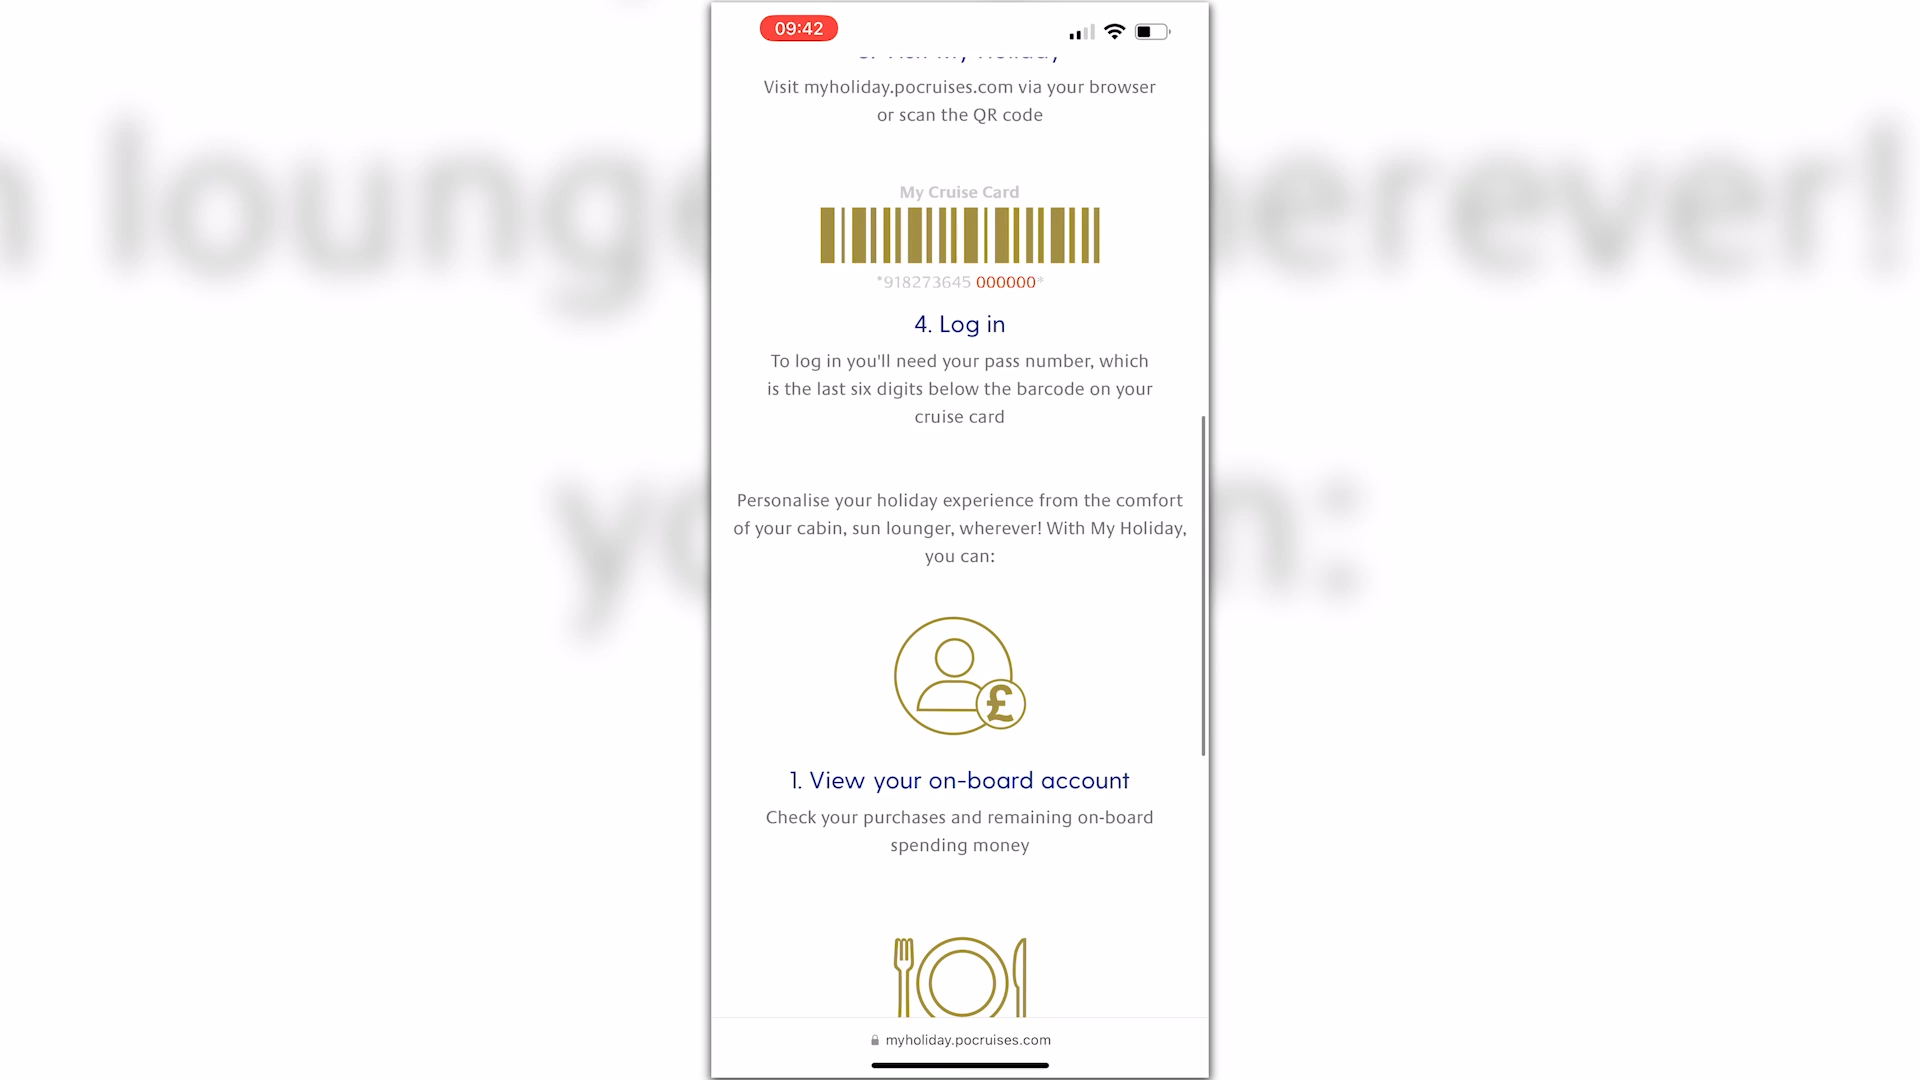 09:42
Visit myholiday.pocruises.com via your browser
or scan the QR code
My Cruise Card
*918273645 000000*
4. Log in
To log in you'll need your pass number, which
is the last six digits below the barcode on your
cruise card
Personalise your holiday experience from the comfort
of your cabin, sun lounger, wherever! With My Holiday,
you can:
£
1. View your on-board account
Check your purchases and remaining on-board
spending money
myholiday.pocruises.com